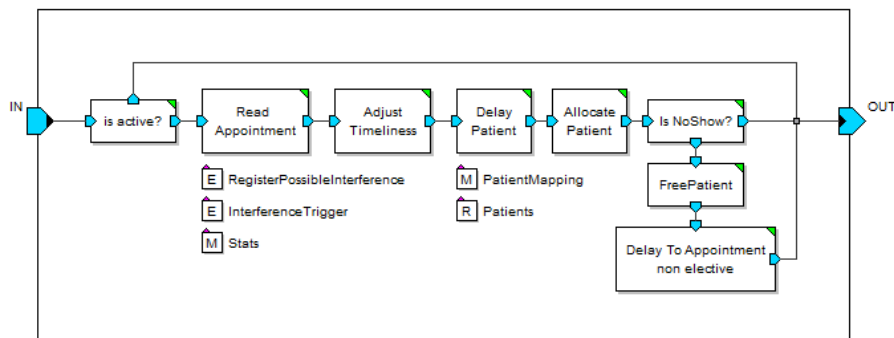 IN
OUT
is active?
Read
Appointment
Adjust
Timeliness
Delay
Patient
Allocate
Patient
Is NoShow?
E RegisterPossibleInterference
E InterferenceTrigger
M Stats
M PatientMapping
R Patients
FreePatient
Delay To Appointment
non elective